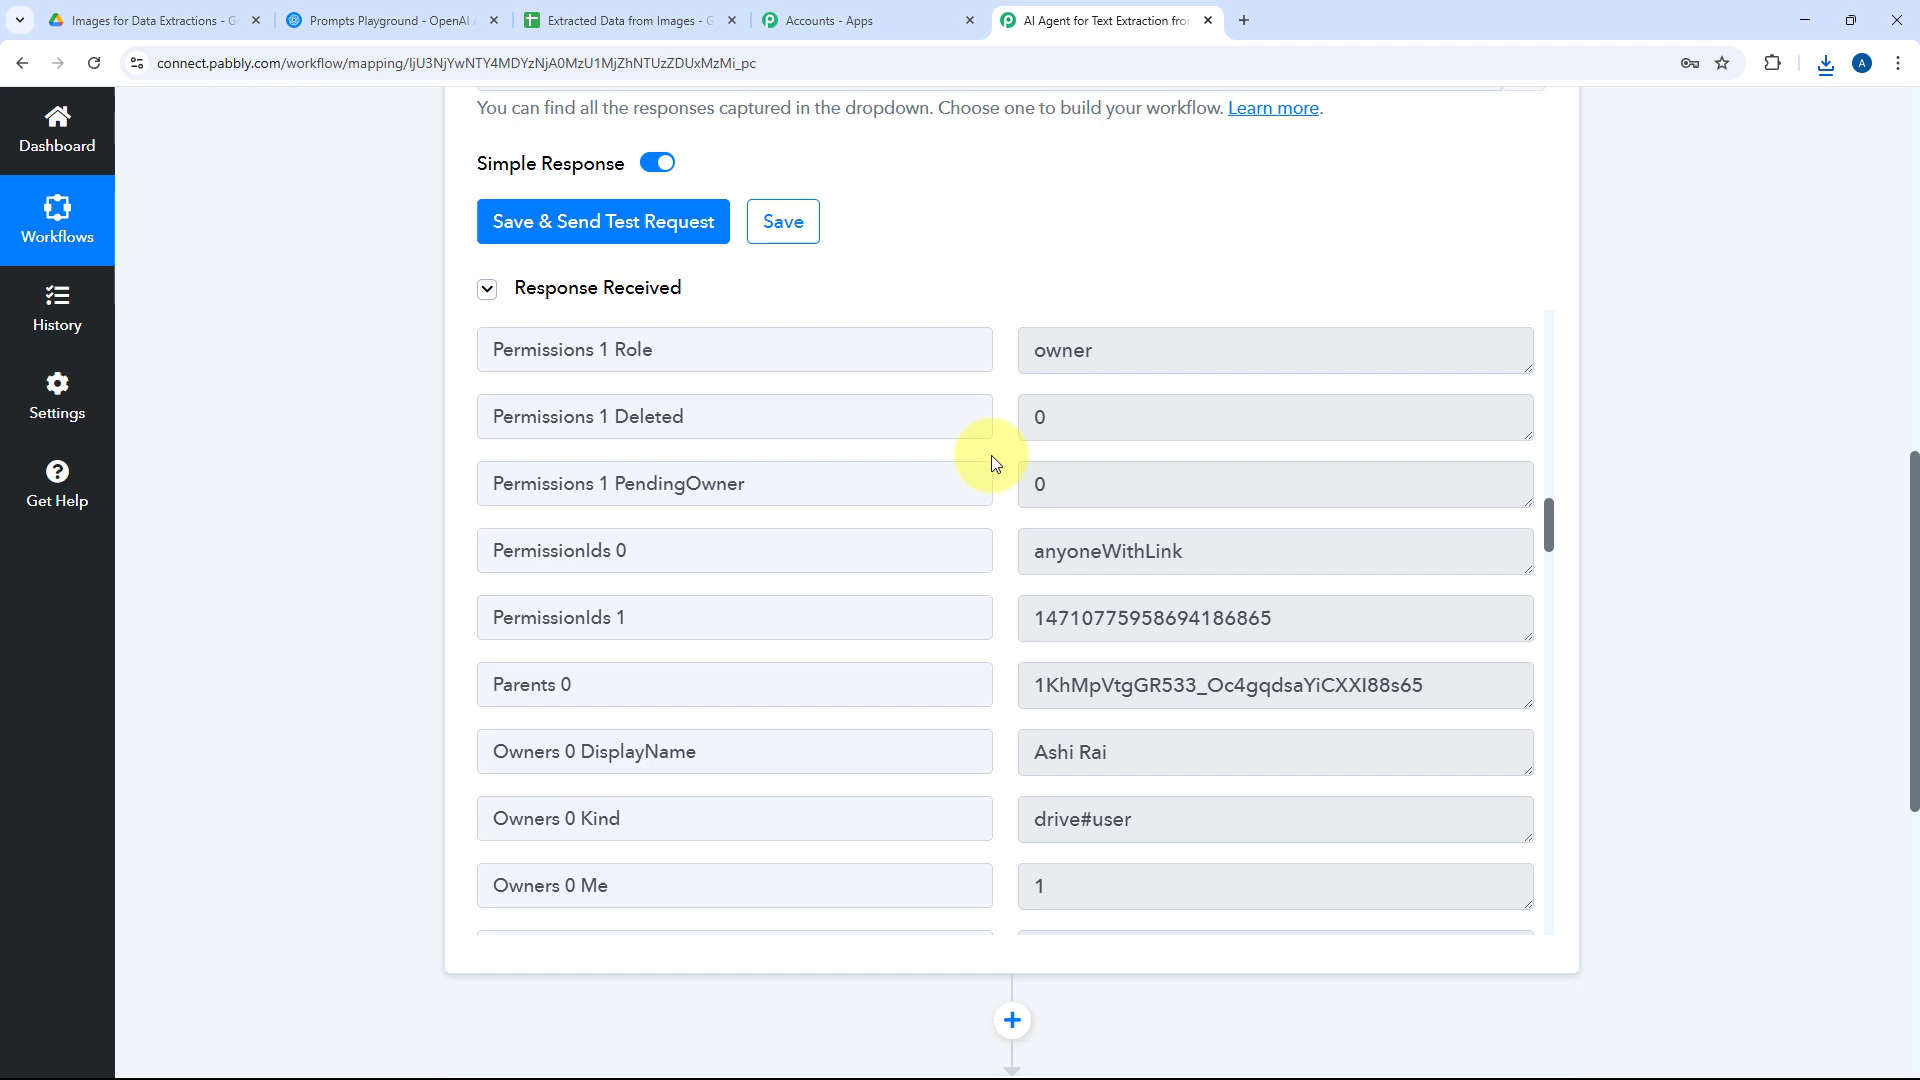 Images for Data Extractions - G
Prompts Playground - OpenAI
Extracted Data from Images - G
Accounts - Apps
AI Agent for Text Extraction fro
connect.pabbly.com/workflow/mapping/IjU3NjYwNTY4MDYzNjA0MzU1MjZhNTUzZDUxMzMi_pc
A
You can find all the responses captured in the dropdown. Choose one to build your workflow. Learn more.
Dashboard
Simple Response
Save & Send Test Request
Save
Workflows
Response Received
History
Permissions 1 Role
owner
Settings
Permissions 1 Deleted
0
Get Help
Permissions 1 PendingOwner
0
PermissionIds 0
anyoneWithLink
PermissionIds 1
14710775958694186865
Parents 0
1KhMpVtgGR533_Oc4gqdsaYiCXXI88s65
Owners 0 DisplayName
Ashi Rai
Owners 0 Kind
drive#user
Owners 0 Me
1